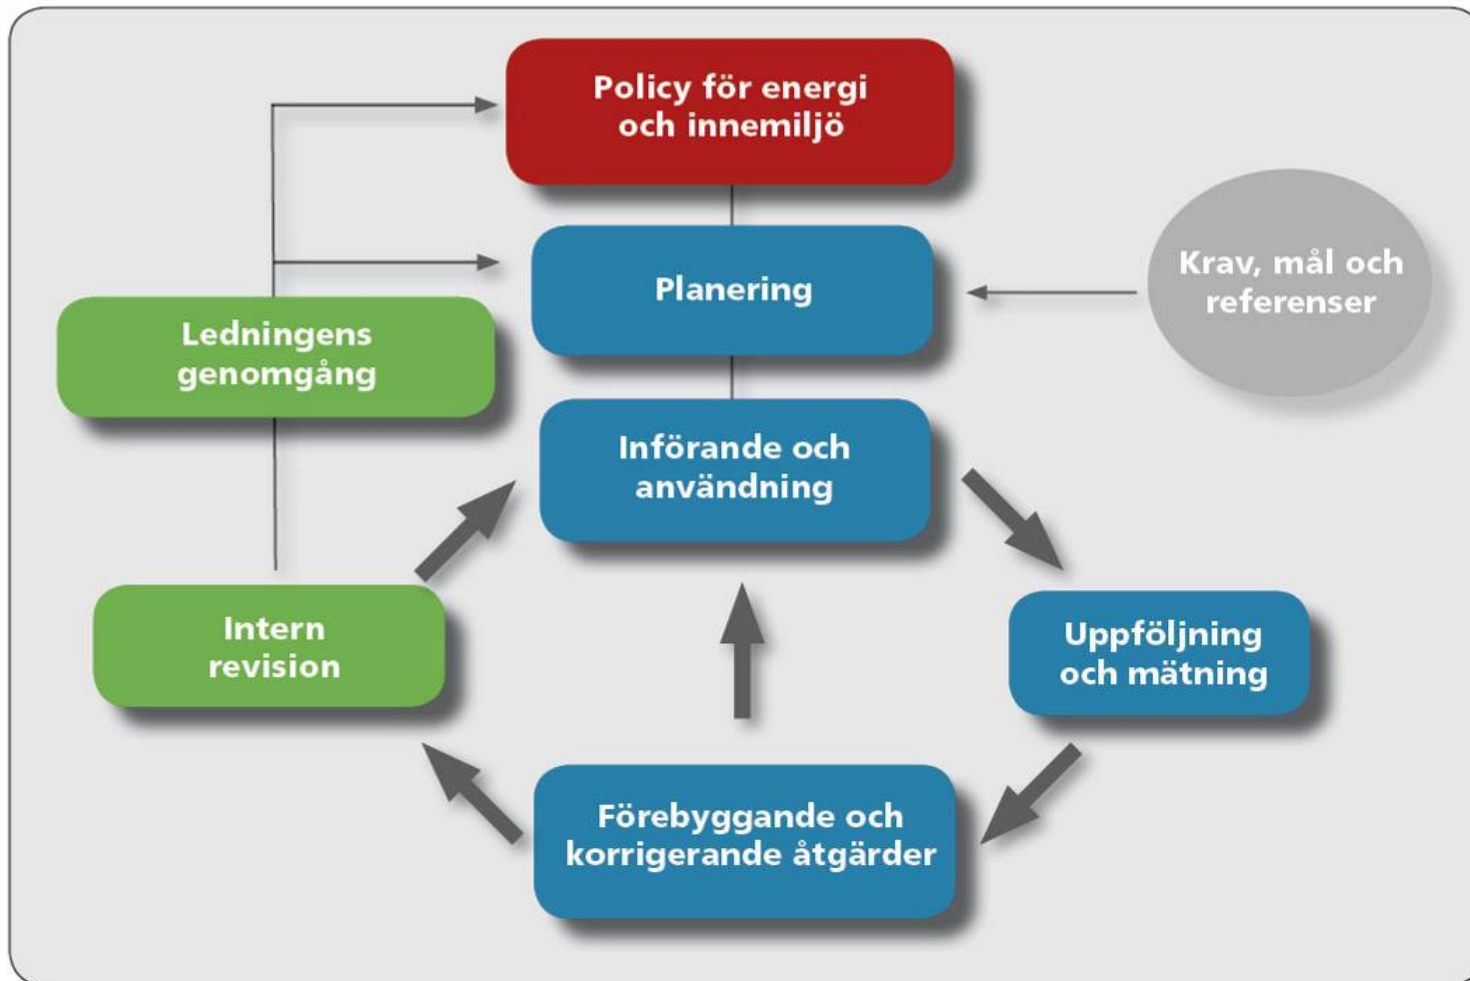 Policy för energi
och innemiljö
Planering
Krav, mål och
referenser
Ledningens
genomgång
Införande och
användning
Intern
revision
Uppföljning
och mätning
Förebyggande och
korrigerande åtgärder